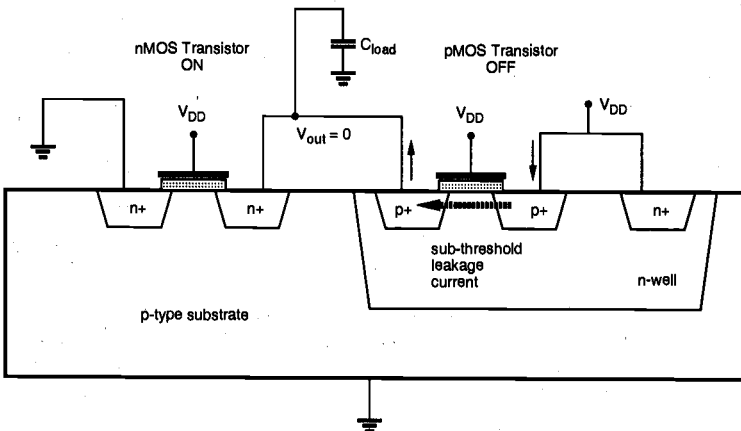 nMOS Transistor
ON
C_load
pMOS Transistor
OFF
V_DD
V_out = 0
V_DD
V_DD
n+
n+
p+
p+
n+
sub-threshold
leakage
current
n-well
p-type substrate